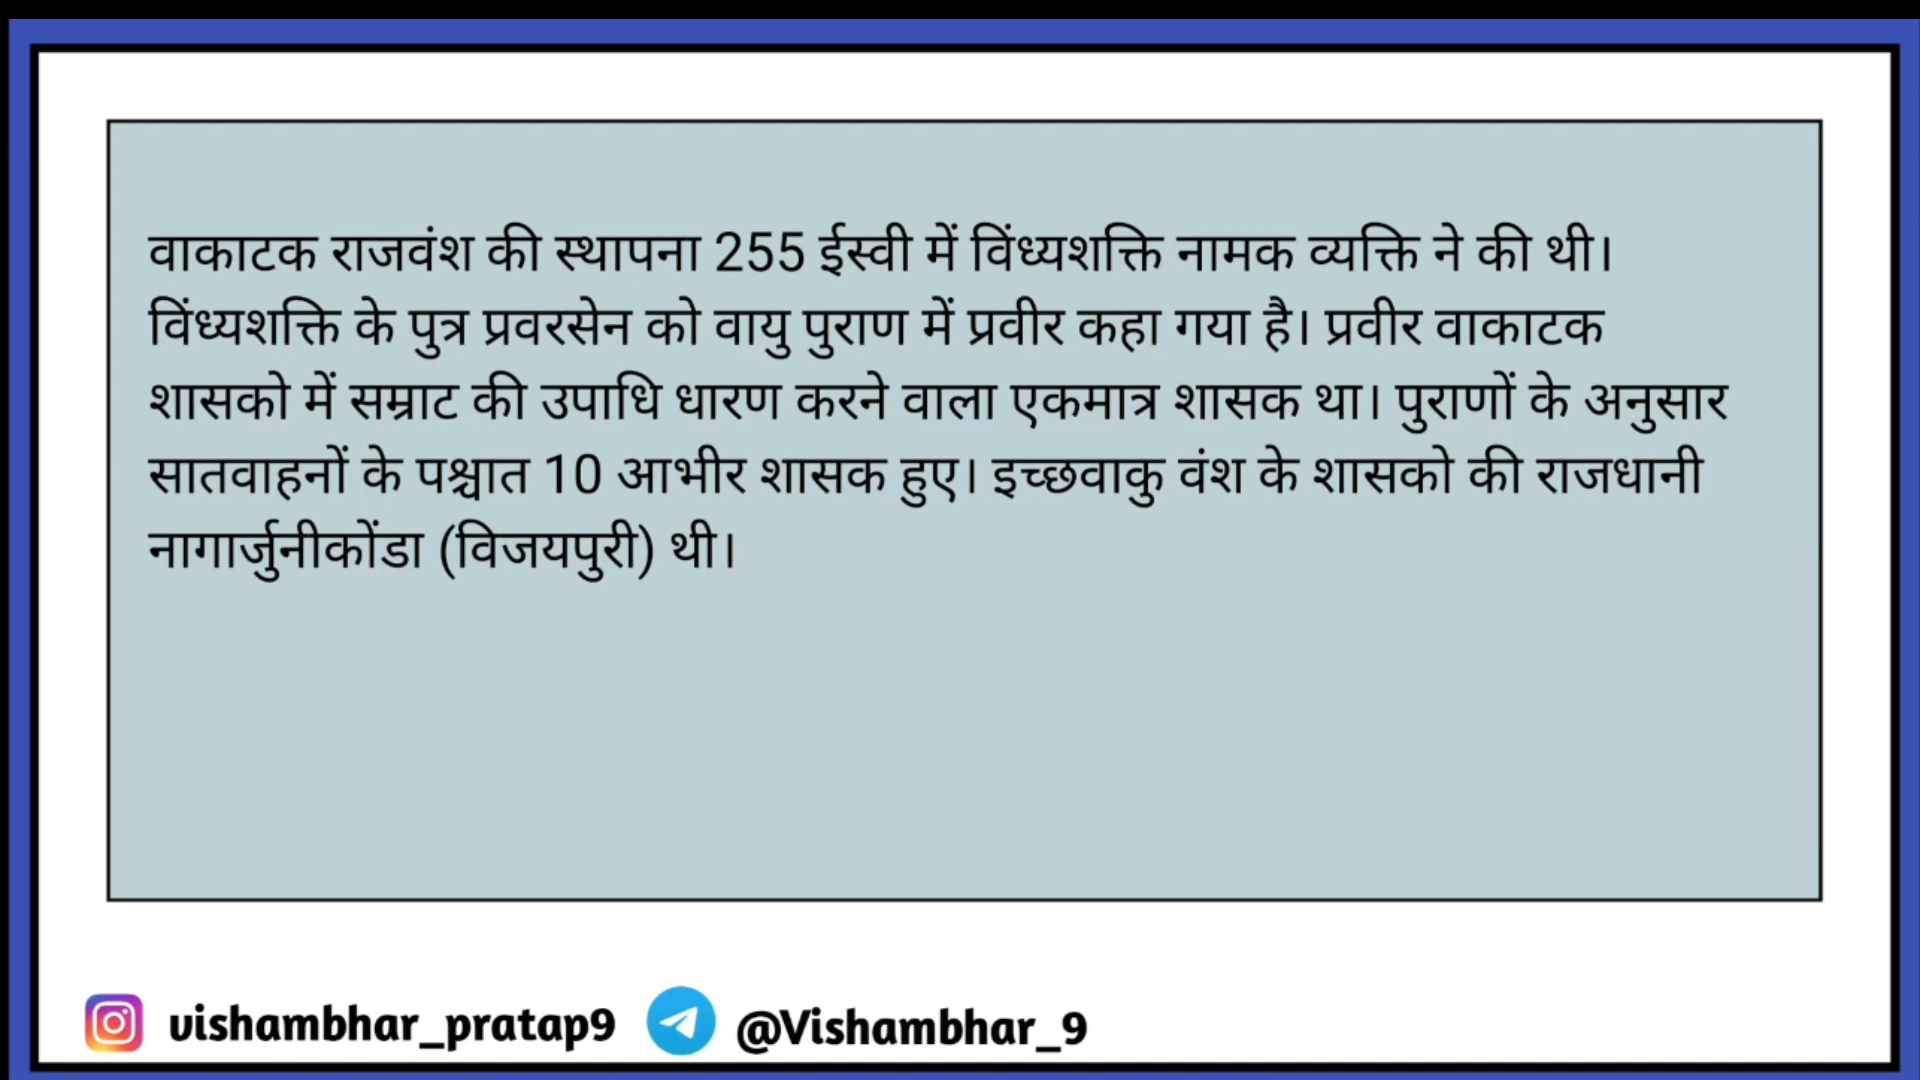 वाकाटक राजवंश की स्थापना 255 ईस्वी में विंध्यशक्ति नामक व्यक्ति ने की थी।
विंध्यशक्ति के पुत्र प्रवरसेन को वायु पुराण में प्रवीर कहा गया है। प्रवीर वाकाटक
शासको में सम्राट की उपाधि धारण करने वाला एकमात्र शासक था। पुराणों के अनुसार
सातवाहनों के पश्चात 10 आभीर शासक हुए। इच्छवाकु वंश के शासको की राजधानी
नागार्जुनीकोंडा (विजयपुरी) थी।
vishambhar_pratap9 @Vishambhar_9